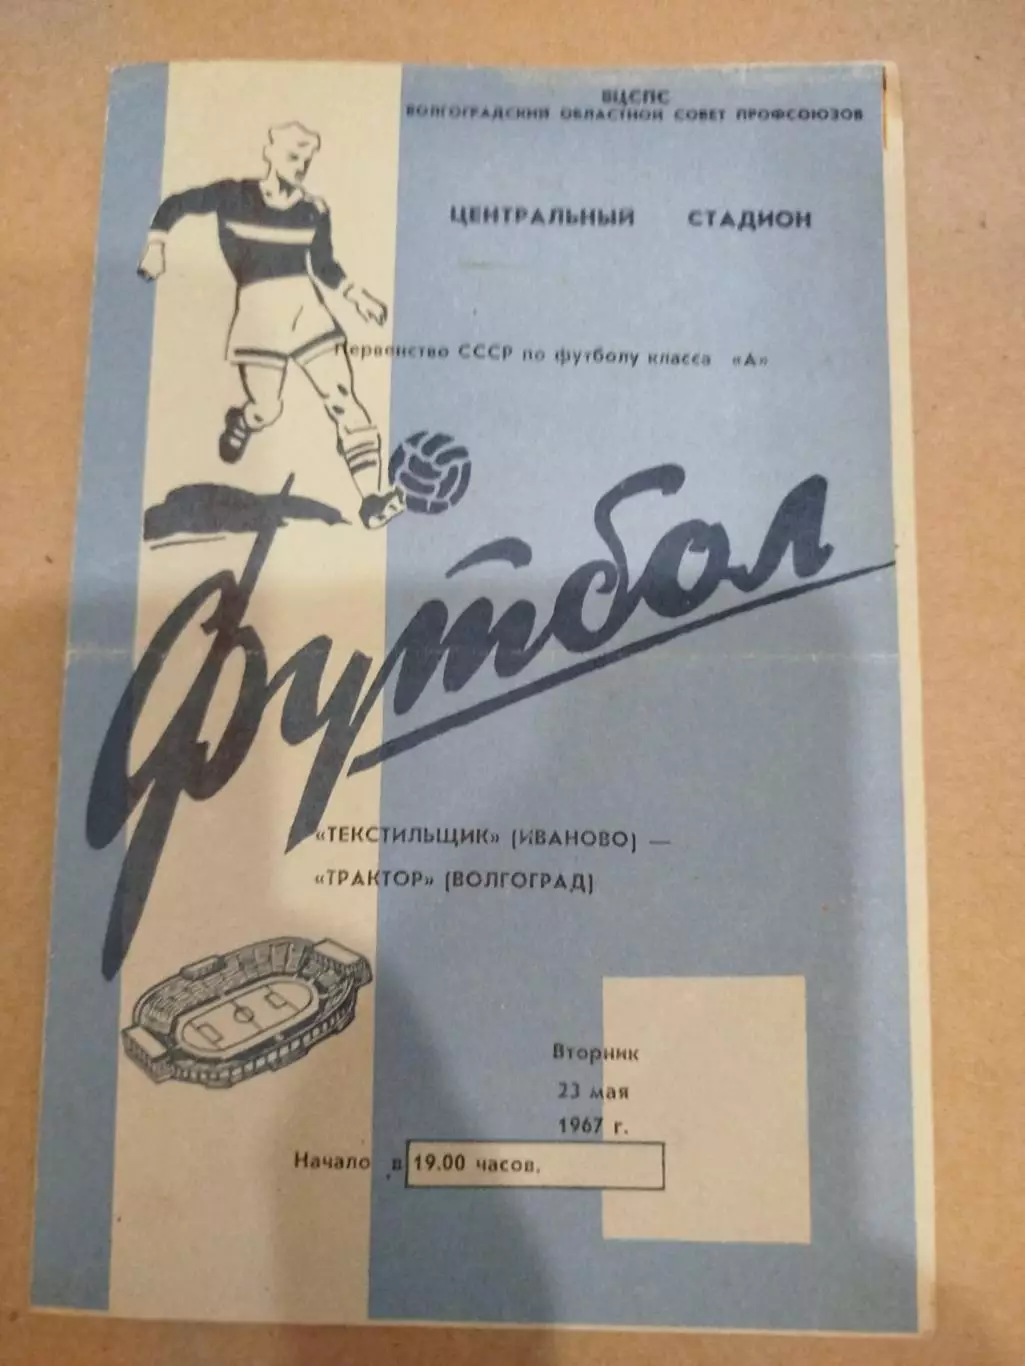 ВЦСПС
ВОЛГОГРАДСКИЙ ОБЛАСТНОЙ СОВЕТ ПРОФСОЮЗОВ
ЦЕНТРАЛЬНЫЙ СТАДИОН
Первенство СССР по футболу класса «А»
Футбол
«ТЕКСТИЛЬЩИК» (ИВАНОВО) —
«ТРАКТОР» (ВОЛГОГРАД)
Вторник
23 мая
1967 г.
Начало в 19.00 часов.